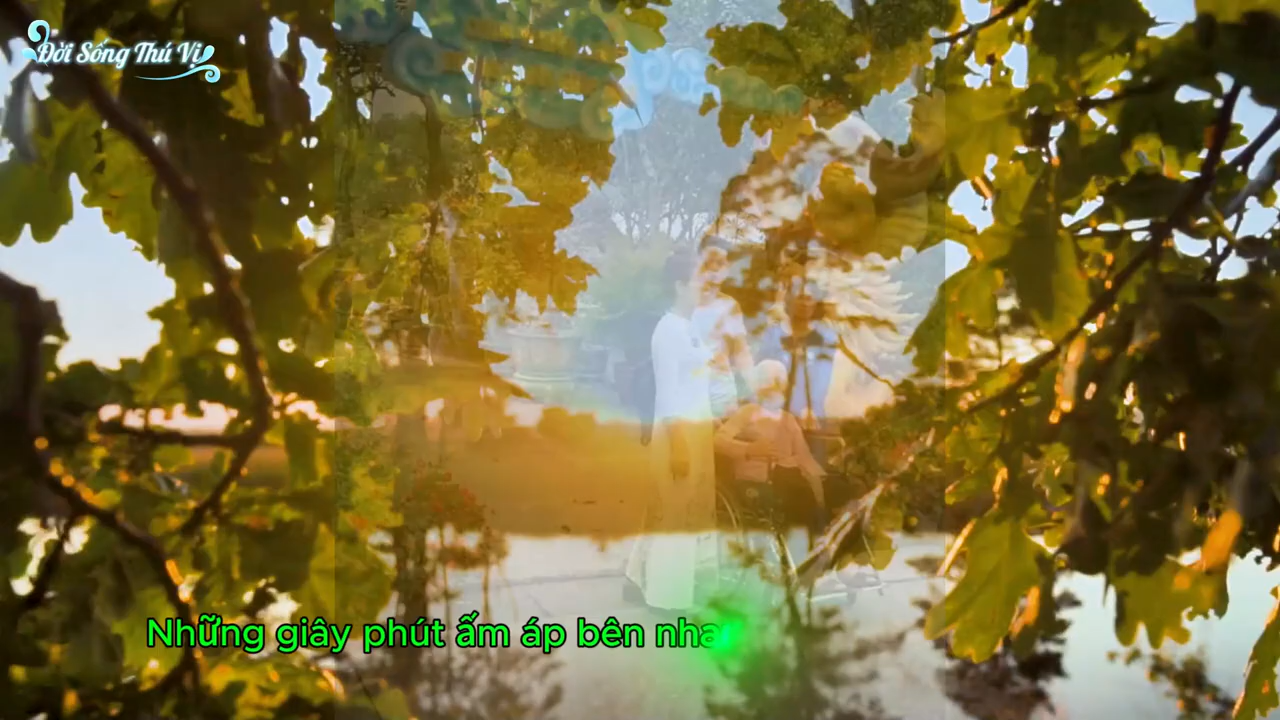 Đời Sống Thú Vị
Những giây phút ấm áp bên nha